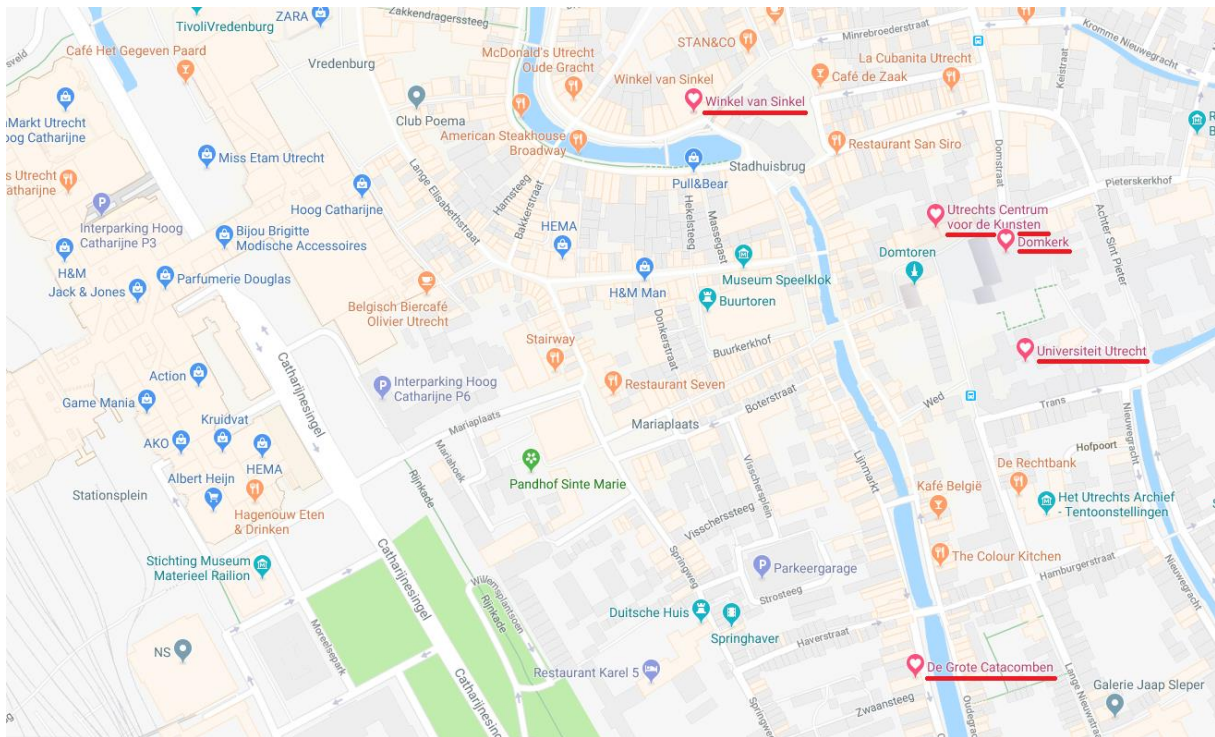 TivoliVredenburg
ZARA
Zakkendragerssteeg
Minrebroederstraat
Kromme Nieuwegracht
Café Het Gegeven Paard
Vredenburg
McDonald's Utrecht
Oude Gracht
STAN&CO
La Cubanita Utrecht
Keistraat
Winkel van Sinkel
Café de Zaak
Winkel van Sinkel
Club Poema
American Steakhouse
Broadway
Restaurant San Siro
Miss Etam Utrecht
Stadhuisbrug
Domstraat
Pull&Bear
Pieterskerkhof
Lange Elisabethstraat
Hamsteeg
Bakkerstraat
Hekelsteeg
Massegast
Hoog Catharijne
Utrechts Centrum
voor de Kunsten
Achter Sint Pieter
Interparking Hoog
Catharijne P3
Bijou Brigitte
Modische Accessoires
HEMA
Domkerk
Domtoren
H&M
Jack & Jones
Parfumerie Douglas
H&M Man
Museum Speelklok
Buurtoren
Belgisch Biercafé
Olivier Utrecht
Stairway
Donkerstraat
Buurkerkhof
Universiteit Utrecht
Catharijnesingel
Action
Interparking Hoog
Catharijne P6
Restaurant Seven
Boterstraat
Wed
Trans
Game Mania
Kruidvat
Mariaplaats
Mariaplaats
Nieuwegracht
AKO
HEMA
Mariahoek
Visschersplein
Lijnmarkt
Hofpoort
Albert Heijn
Rijnkade
Pandhof Sinte Marie
De Rechtbank
Stationsplein
Kafé België
Het Utrechts Archief
- Tentoonstellingen
Hagenouw Eten
& Drinken
Visscherssteeg
Catharijnesingel
Stichting Museum
Materieel Railion
Springweg
Parkeergarage
The Colour Kitchen
Hamburgerstraat
Nieuwegracht
Willemsplantsoen
Rijnkade
Strosteeg
Duitsche Huis
Springhaver
Haverstraat
Moreelsepark
NS
Restaurant Karel 5
De Grote Catacomben
Galerie Jaap Sleper
Lange Nieuwstraat
Zwaansteeg
Catharijnesingel
Springweg
Oudegracht